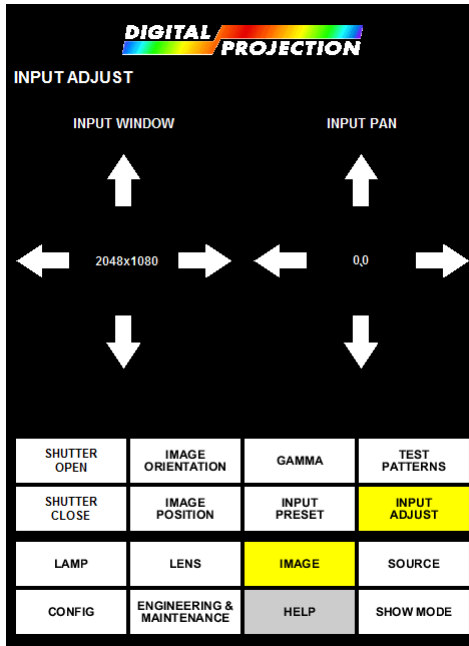 DIGITAL
PROJECTION
INPUT ADJUST
INPUT WINDOW
INPUT PAN
2048x1080
0,0
SHUTTER
OPEN
IMAGE
ORIENTATION
GAMMA
TEST
PATTERNS
SHUTTER
CLOSE
IMAGE
POSITION
INPUT
PRESET
INPUT
ADJUST
LAMP
LENS
IMAGE
SOURCE
CONFIG
ENGINEERING &
MAINTENANCE
HELP
SHOW MODE